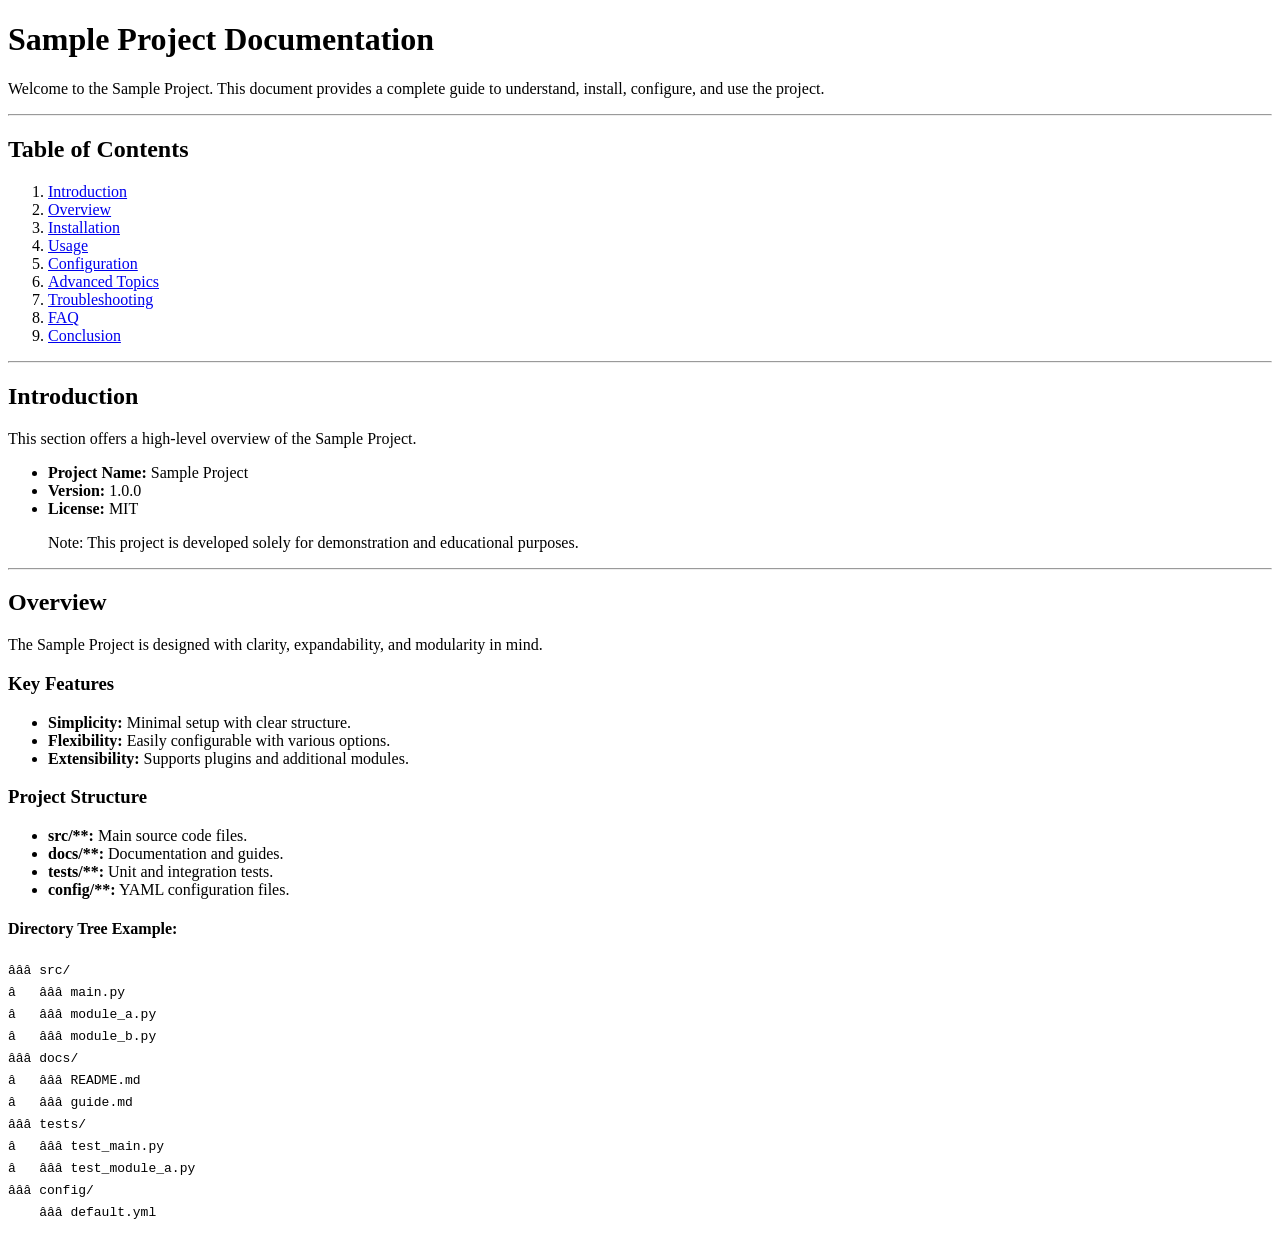 Sample Project Documentation
Welcome to the Sample Project. This document provides a complete guide to understand, install, configure, and use the project.
Table of Contents
1. Introduction
2. Overview
3. Installation
4. Usage
5. Configuration
6. Advanced Topics
7. Troubleshooting
8. FAQ
9. Conclusion
Introduction
This section offers a high-level overview of the Sample Project.
• Project Name: Sample Project
• Version: 1.0.0
• License: MIT
Note: This project is developed solely for demonstration and educational purposes.
Overview
The Sample Project is designed with clarity, expandability, and modularity in mind.
Key Features
• Simplicity: Minimal setup with clear structure.
• Flexibility: Easily configurable with various options.
• Extensibility: Supports plugins and additional modules.
Project Structure
• src/**: Main source code files.
• docs/**: Documentation and guides.
• tests/**: Unit and integration tests.
• config/**: YAML configuration files.
Directory Tree Example:
âââ src/
â   âââ main.py
â   âââ module_a.py
â   âââ module_b.py
âââ docs/
â   âââ README.md
â   âââ guide.md
âââ tests/
â   âââ test_main.py
â   âââ test_module_a.py
âââ config/
    âââ default.yml